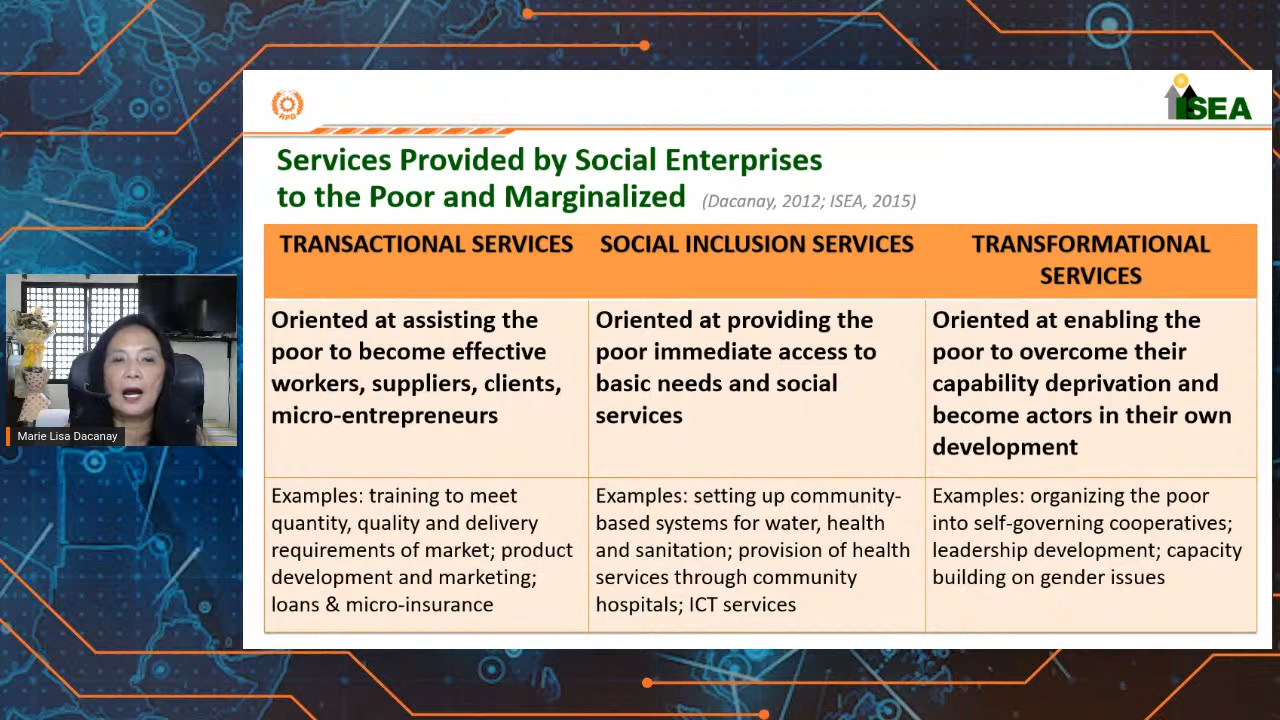 APO
iSEA
Services Provided by Social Enterprises
to the Poor and Marginalized (Dacanay, 2012; ISEA, 2015)
TRANSACTIONAL SERVICES
Oriented at assisting the
poor to become effective
workers, suppliers, clients,
micro-entrepreneurs
Examples: training to meet
quantity, quality and delivery
requirements of market; product
development and marketing;
loans & micro-insurance
SOCIAL INCLUSION SERVICES
Oriented at providing the
poor immediate access to
basic needs and social
services
Examples: setting up community-
based systems for water, health
and sanitation; provision of health
services through community
hospitals; ICT services
TRANSFORMATIONAL
SERVICES
Oriented at enabling the
poor to overcome their
capability deprivation and
become actors in their own
development
Examples: organizing the poor
into self-governing cooperatives;
leadership development; capacity
building on gender issues
Marie Lisa Dacanay